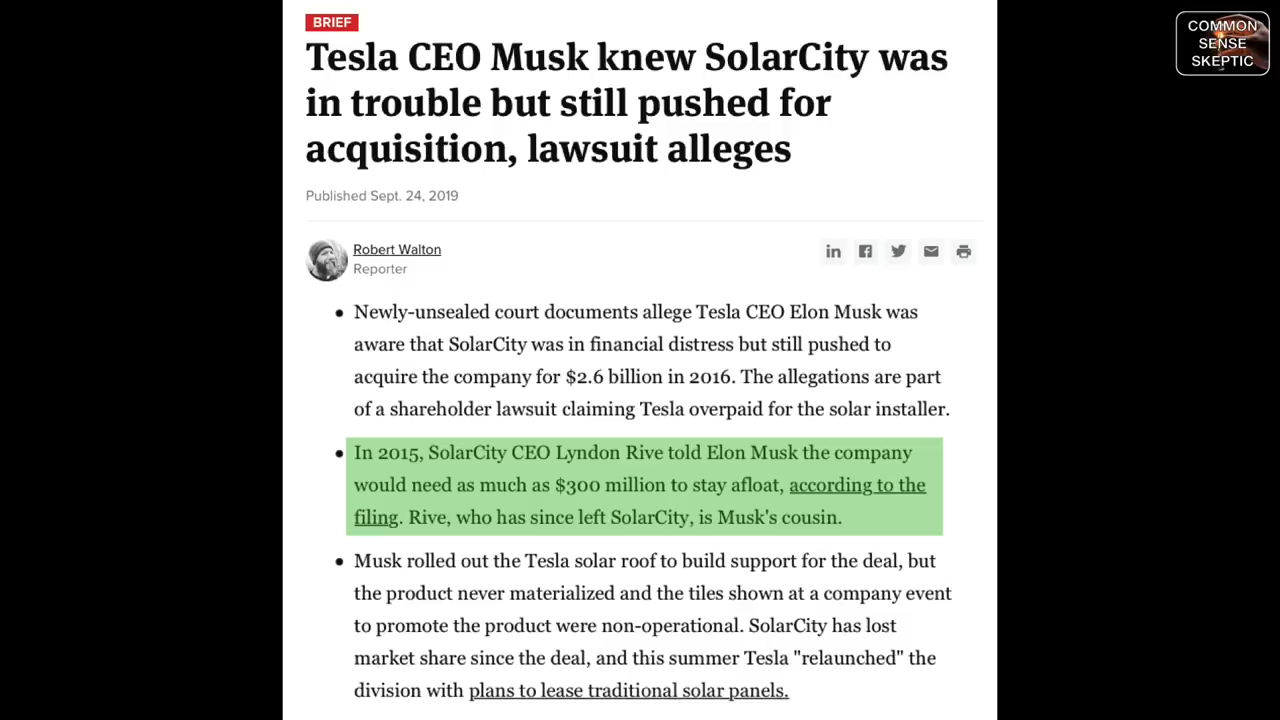 BRIEF
Tesla CEO Musk knew SolarCity was
in trouble but still pushed for
acquisition, lawsuit alleges
Published Sept. 24, 2019
Robert Walton
Reporter
Newly-unsealed court documents allege Tesla CEO Elon Musk was
aware that SolarCity was in financial distress but still pushed to
acquire the company for $2.6 billion in 2016. The allegations are part
of a shareholder lawsuit claiming Tesla overpaid for the solar installer.
In 2015, SolarCity CEO Lyndon Rive told Elon Musk the company
would need as much as $300 million to stay afloat, according to the
filing. Rive, who has since left SolarCity, is Musk's cousin.
Musk rolled out the Tesla solar roof to build support for the deal, but
the product never materialized and the tiles shown at a company event
to promote the product were non-operational. SolarCity has lost
market share since the deal, and this summer Tesla "relaunched" the
division with plans to lease traditional solar panels.
COMMON
SENSE
SKEPTIC